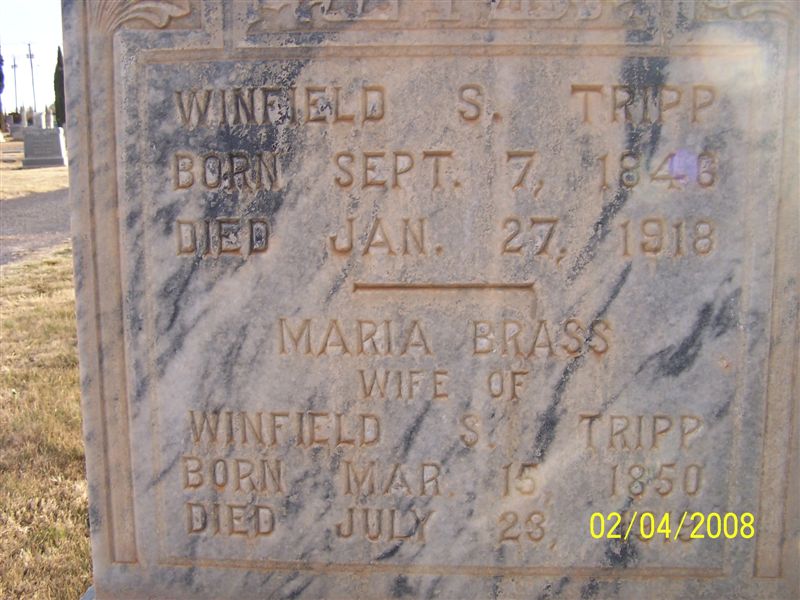 WINFIELD S. TRIPP
BORN SEPT. 7, 1846
DIED JAN. 27, 1918
MARIA BRASS
WIFE OF
WINFIELD S. TRIPP
BORN MAR. 15, 1850
DIED JULY 23,
02/04/2008